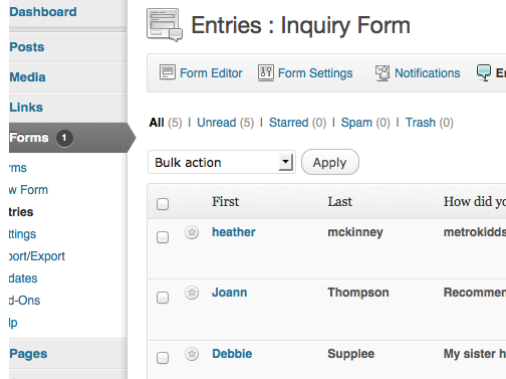 Dashboard
Posts
Media
Links
Forms 1
rms
w Form
tries
ttings
port/Export
dates
d-Ons
lp
Pages
Entries : Inquiry Form
Form Editor Form Settings Notifications En
All (5) | Unread (5) | Starred (0) | Spam (0) | Trash (0)
Bulk action Apply
First Last How did yo
heather mckinney metrokidds
Joann Thompson Recommen
Debbie Supplee My sister h